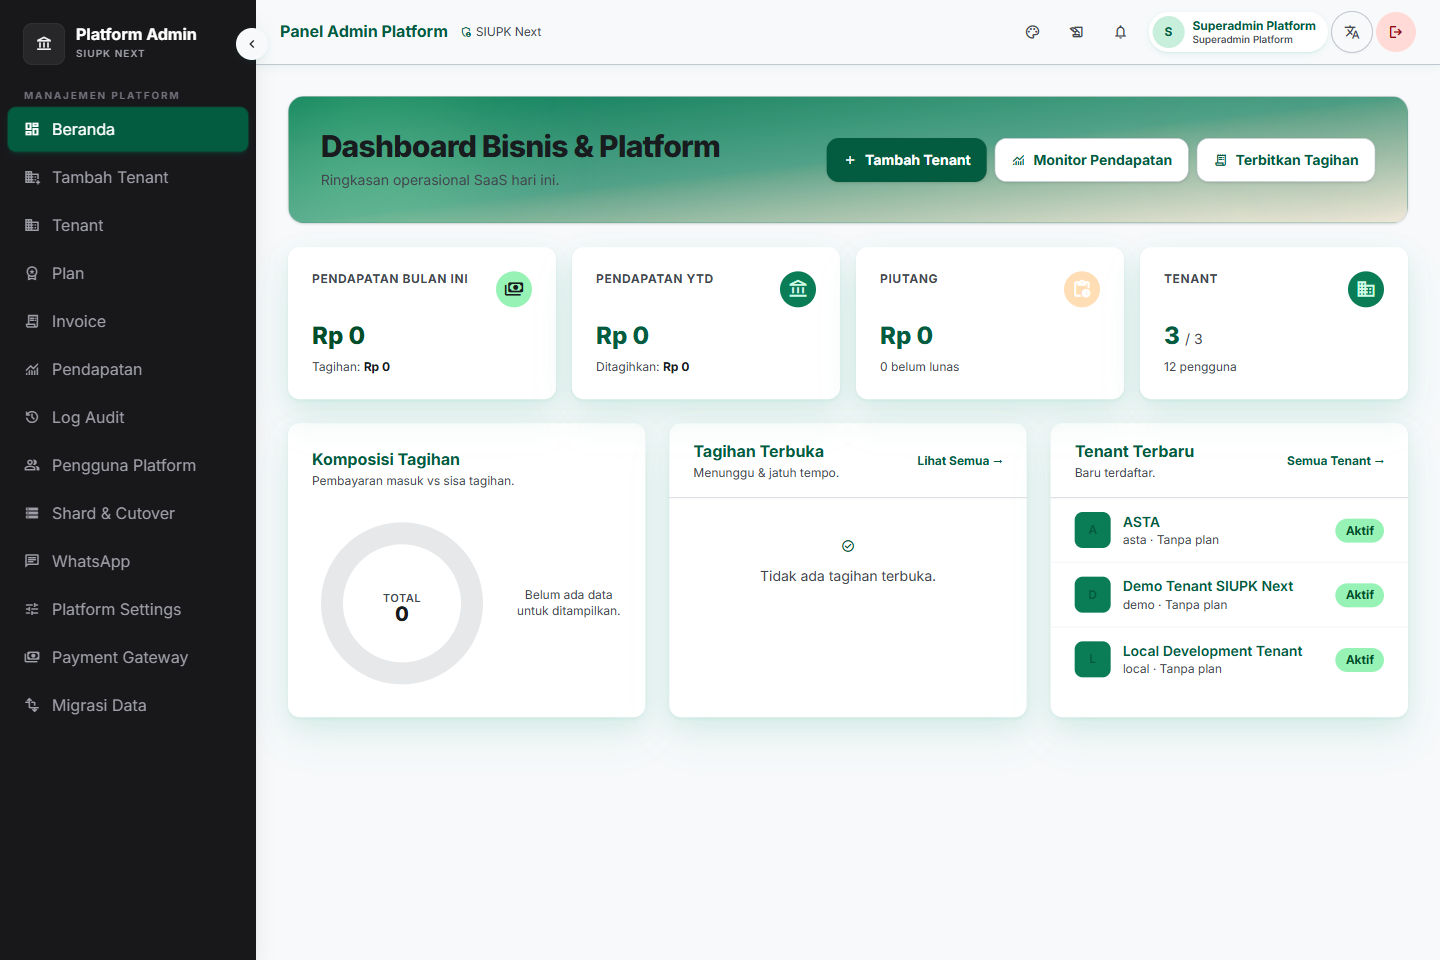 Platform Admin
SIUPK NEXT
MANAJEMEN PLATFORM
Beranda
Tambah Tenant
Tenant
Plan
Invoice
Pendapatan
Log Audit
Pengguna Platform
Shard & Cutover
WhatsApp
Platform Settings
Payment Gateway
Migrasi Data
Panel Admin Platform
SIUPK Next
S
Superadmin Platform
Superadmin Platform
Dashboard Bisnis & Platform
Ringkasan operasional SaaS hari ini.
+ Tambah Tenant
Monitor Pendapatan
Terbitkan Tagihan
PENDAPATAN BULAN INI
Rp 0
Tagihan: Rp 0
PENDAPATAN YTD
Rp 0
Ditagihkan: Rp 0
PIUTANG
Rp 0
0 belum lunas
TENANT
3 / 3
12 pengguna
Komposisi Tagihan
Pembayaran masuk vs sisa tagihan.
TOTAL
0
Belum ada data
untuk ditampilkan.
Tagihan Terbuka
Menunggu & jatuh tempo.
Lihat Semua →
Tidak ada tagihan terbuka.
Tenant Terbaru
Baru terdaftar.
Semua Tenant →
A
ASTA
asta · Tanpa plan
Aktif
D
Demo Tenant SIUPK Next
demo · Tanpa plan
Aktif
L
Local Development Tenant
local · Tanpa plan
Aktif